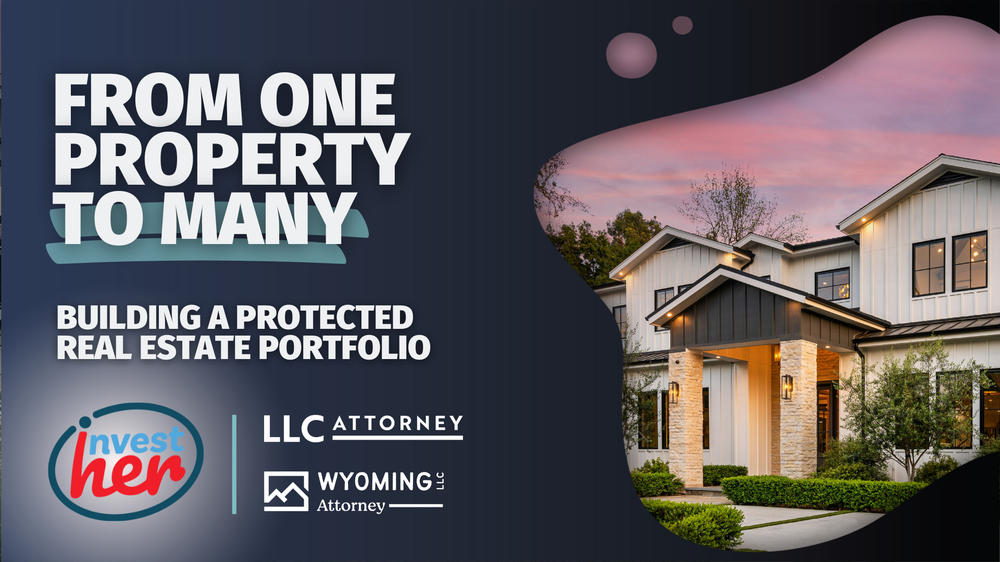 FROM ONE
PROPERTY
TO MANY
BUILDING A PROTECTED
REAL ESTATE PORTFOLIO
invest
her
LLC ATTORNEY
WYOMING LLC
Attorney